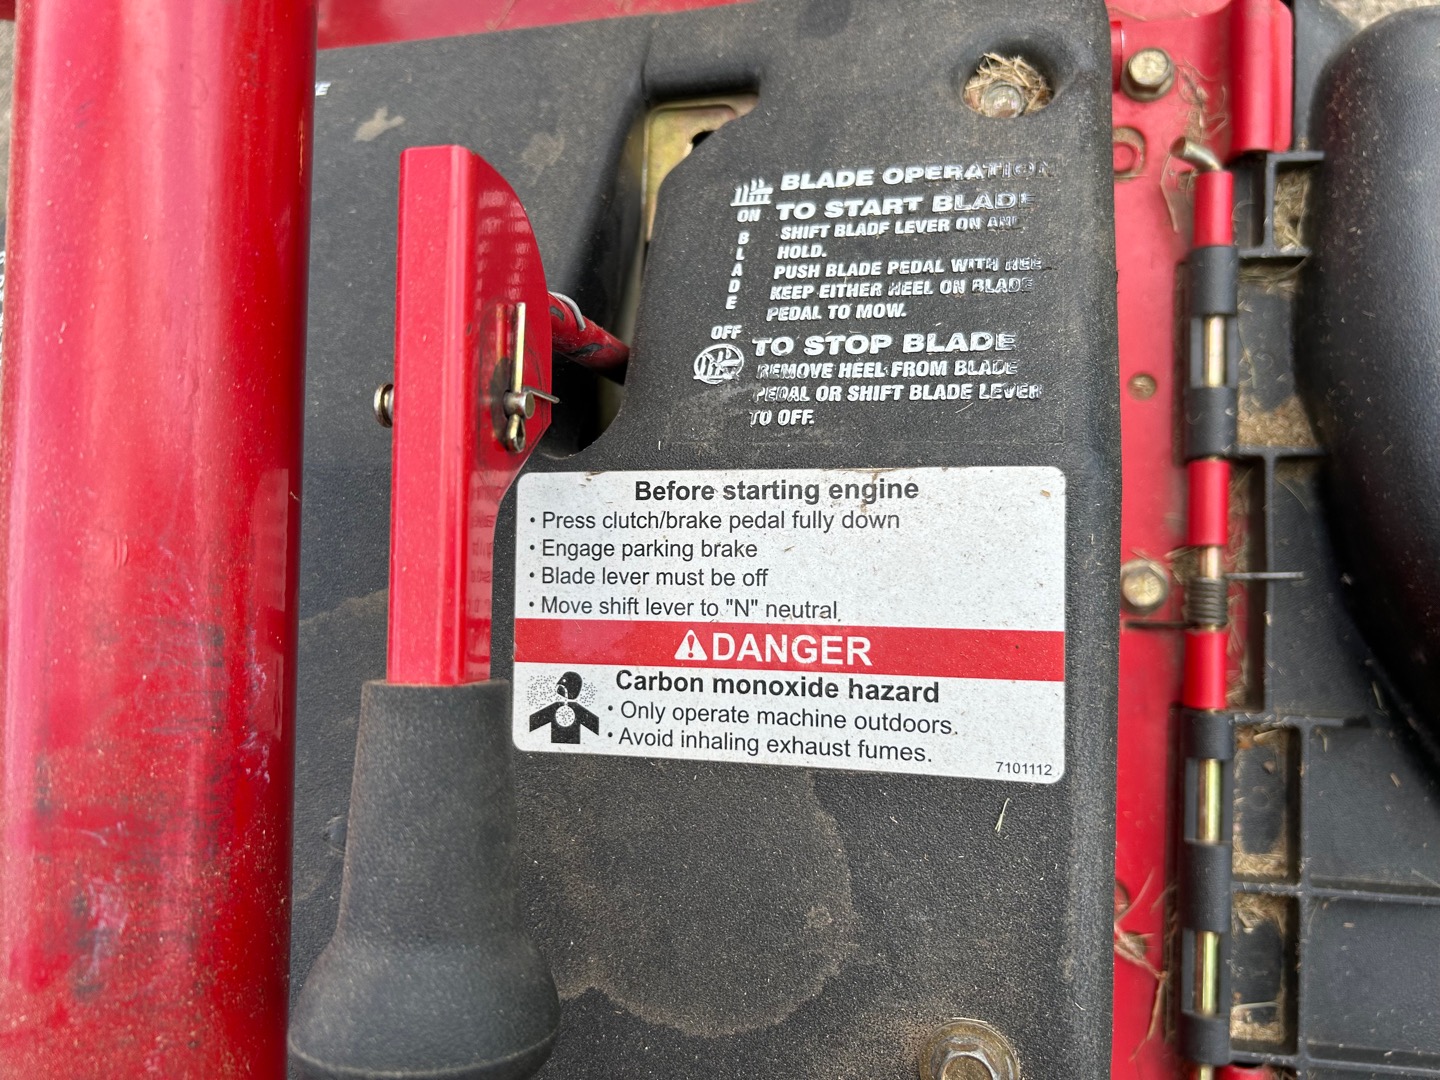 BLADE OPERATION
ON
TO START BLADE
SHIFT BLADE LEVER ON AND
HOLD.
PUSH BLADE PEDAL WITH HEEL
KEEP EITHER HEEL ON BLADE
PEDAL TO MOW.
BLADE
OFF
TO STOP BLADE
REMOVE HEEL FROM BLADE
PEDAL OR SHIFT BLADE LEVER
TO OFF.
Before starting engine
• Press clutch/brake pedal fully down
• Engage parking brake
• Blade lever must be off
• Move shift lever to "N" neutral.
DANGER
Carbon monoxide hazard
• Only operate machine outdoors.
• Avoid inhaling exhaust fumes.
7101112